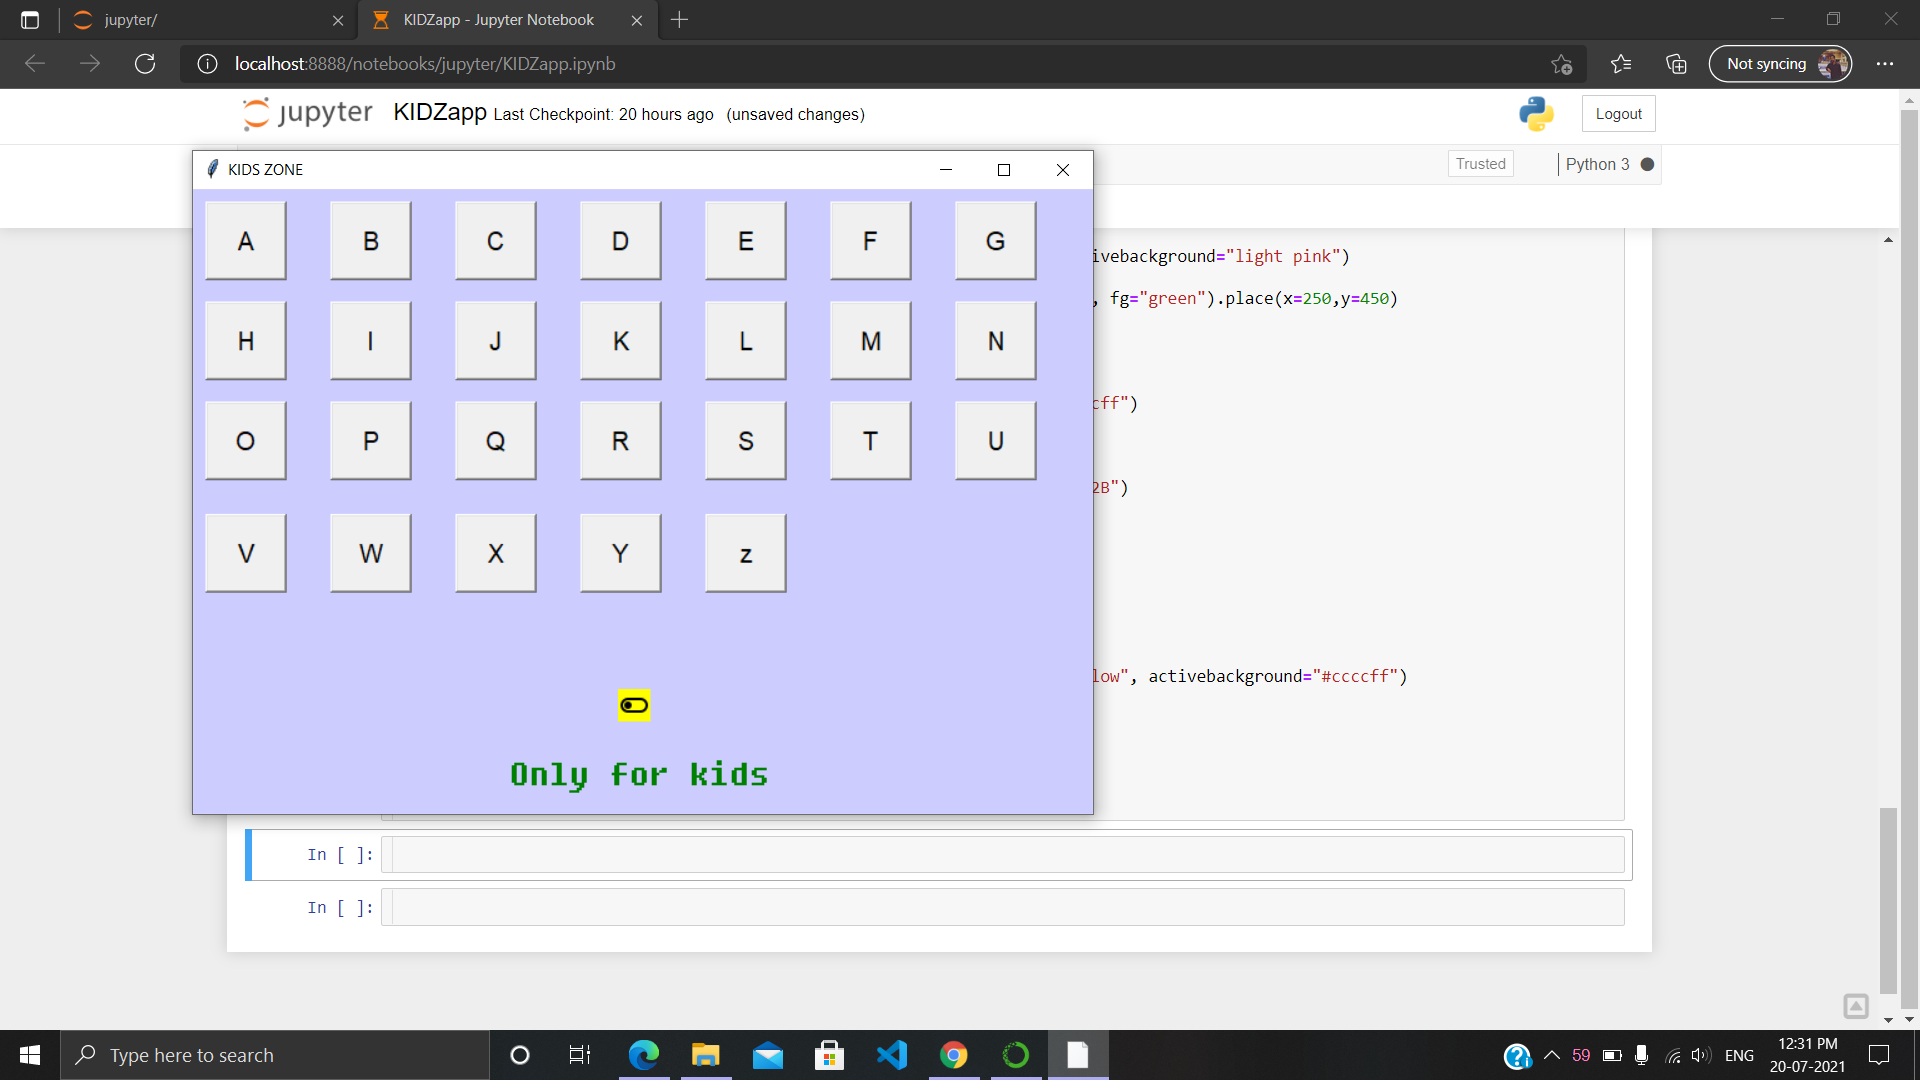 jupyter/
KIDZapp - Jupyter Notebook
localhost:8888/notebooks/jupyter/KIDZapp.ipynb
Not syncing
jupyter KIDZapp Last Checkpoint: 20 hours ago (unsaved changes)
Logout
KIDS ZONE
Trusted
Python 3
A B C D E F G
H I J K L M N
O P Q R S T U
V W X Y z
Only for kids
ivebackground="light pink")
, fg="green").place(x=250,y=450)
cff")
2B")
low", activebackground="#ccccff")
In [ ]:
In [ ]:
Type here to search
59
ENG
12:31 PM
20-07-2021